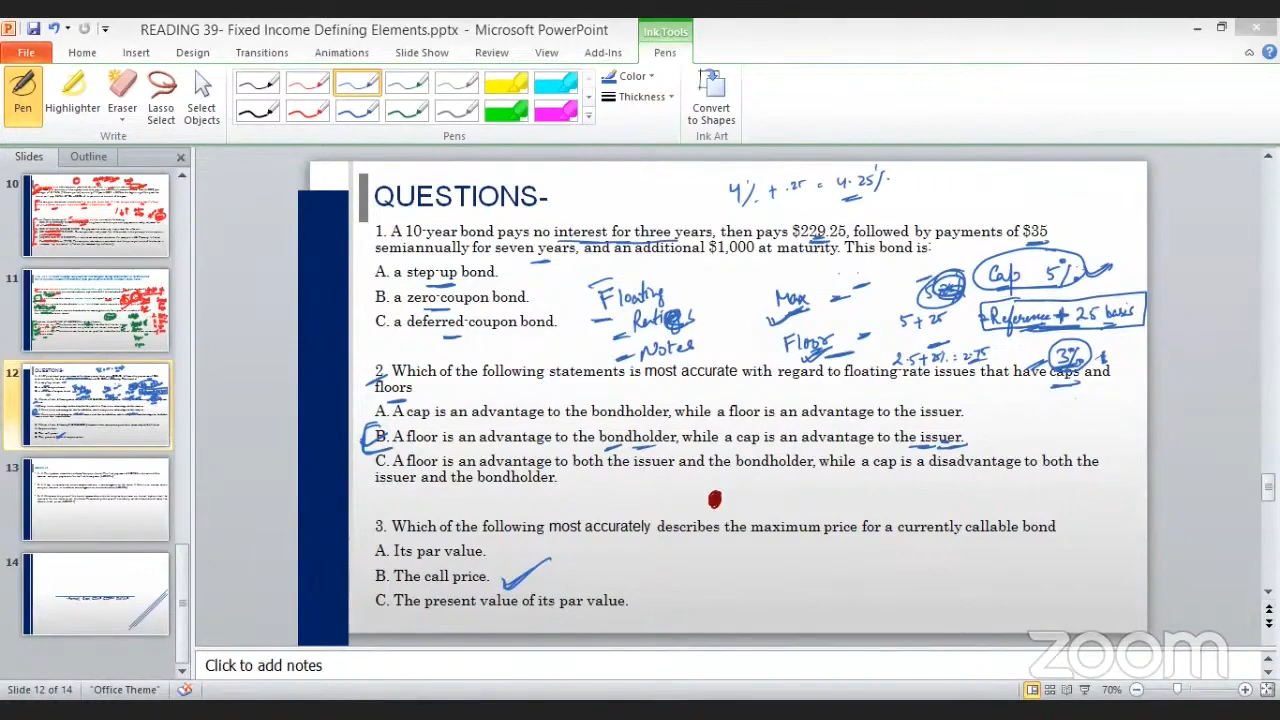 READING 39- Fixed Income Defining Elements.pptx - Microsoft PowerPoint
Ink Tools
File Home Insert Design Transitions Animations Slide Show Review View Add-Ins Pens
Pen Highlighter Eraser Lasso Select Select Objects
Color
Thickness
Convert to Shapes
Write Pens Ink Art
Slides Outline
10
11
12
13
14
QUESTIONS-
4% + .25 = 4.25%
1. A 10-year bond pays no interest for three years, then pays $229.25, followed by payments of $35
semiannually for seven years, and an additional $1,000 at maturity. This bond is:
A. a step-up bond.
B. a zero-coupon bond.
C. a deferred-coupon bond.
Floating
Notes
Max
Floor
Cap 5%
5 + 25
Reference + 25 basis
3%
2. Which of the following statements is most accurate with regard to floating rate issues that have caps and
floors
A. A cap is an advantage to the bondholder, while a floor is an advantage to the issuer.
B. A floor is an advantage to the bondholder, while a cap is an advantage to the issuer.
C. A floor is an advantage to both the issuer and the bondholder, while a cap is a disadvantage to both the
issuer and the bondholder.
3. Which of the following most accurately describes the maximum price for a currently callable bond
A. Its par value.
B. The call price.
C. The present value of its par value.
zoom
Click to add notes
Slide 12 of 14 "Office Theme" 70%